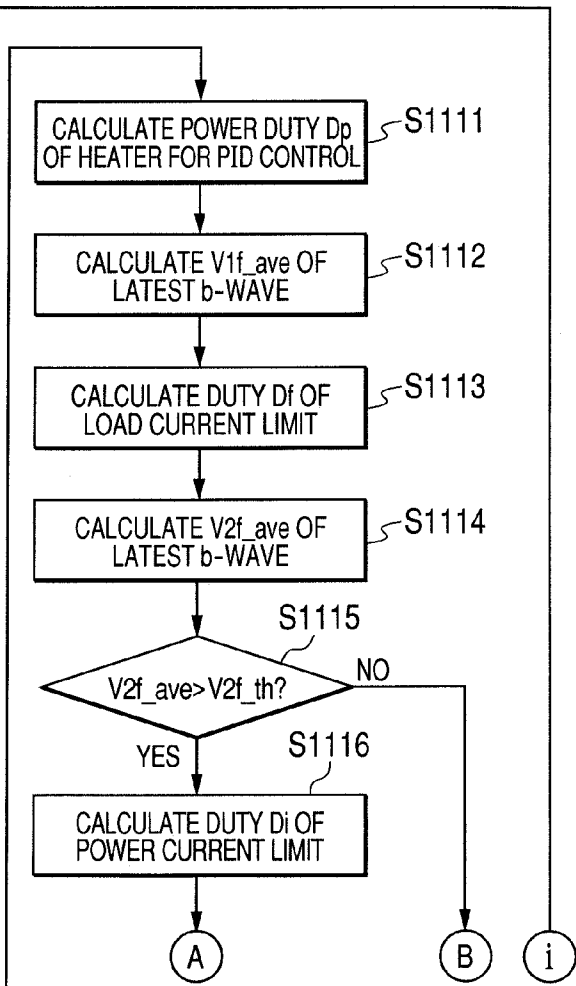 CALCULATE POWER DUTY Dp
OF HEATER FOR PID CONTROL
S1111
CALCULATE V1f_ave OF
LATEST b-WAVE
S1112
CALCULATE DUTY Df OF
LOAD CURRENT LIMIT
S1113
CALCULATE V2f_ave OF
LATEST b-WAVE
S1114
S1115
V2f_ave>V2f_th?
NO
YES
S1116
CALCULATE DUTY Di OF
POWER CURRENT LIMIT
A
B
i